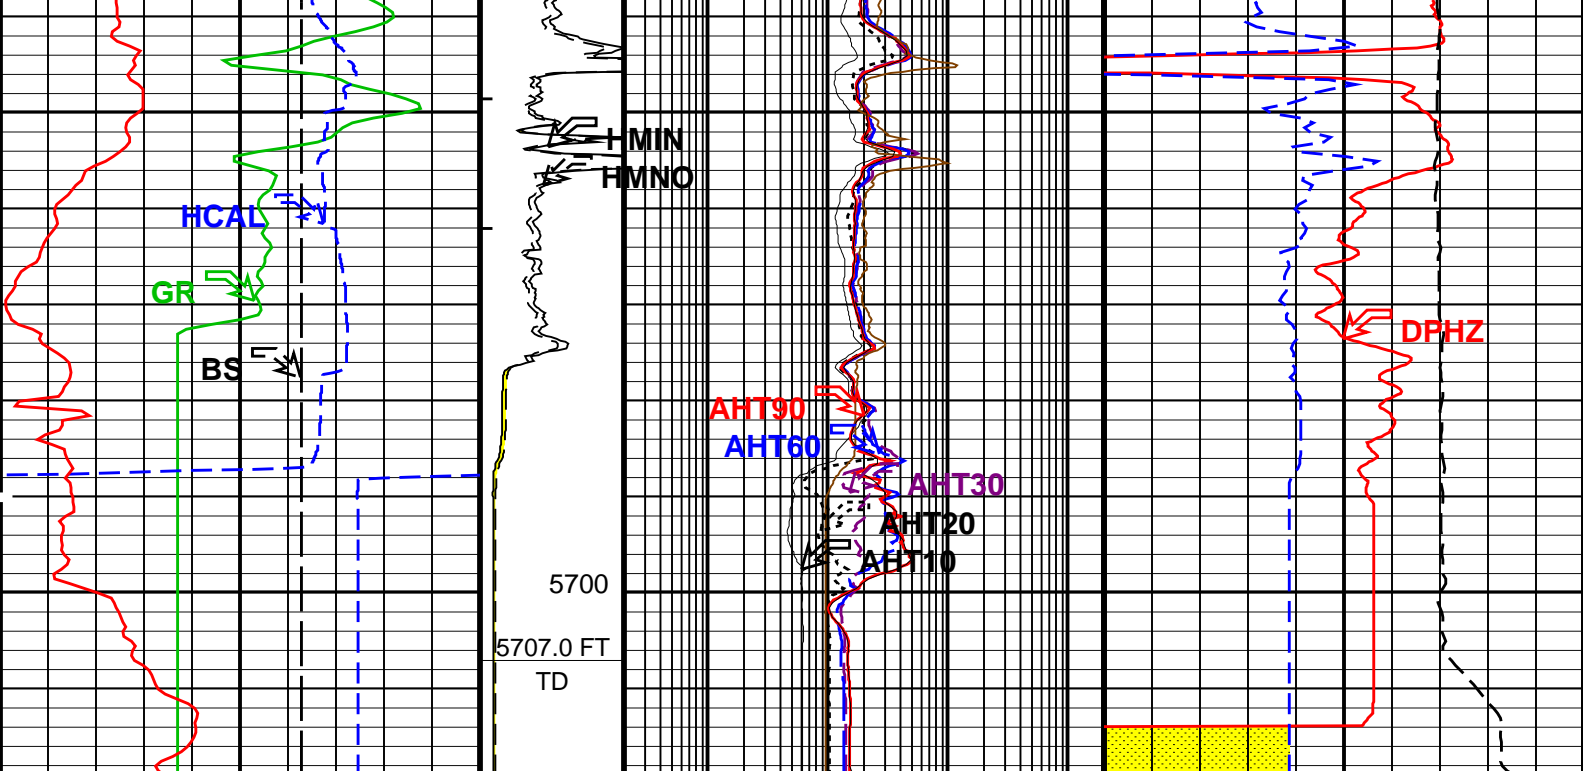 HMIN
HMNO
HCAL
GR
DPHZ
BS
AHT90
AHT60
AHT30
AHT20
AHT10
5700
5707.0 FT
TD